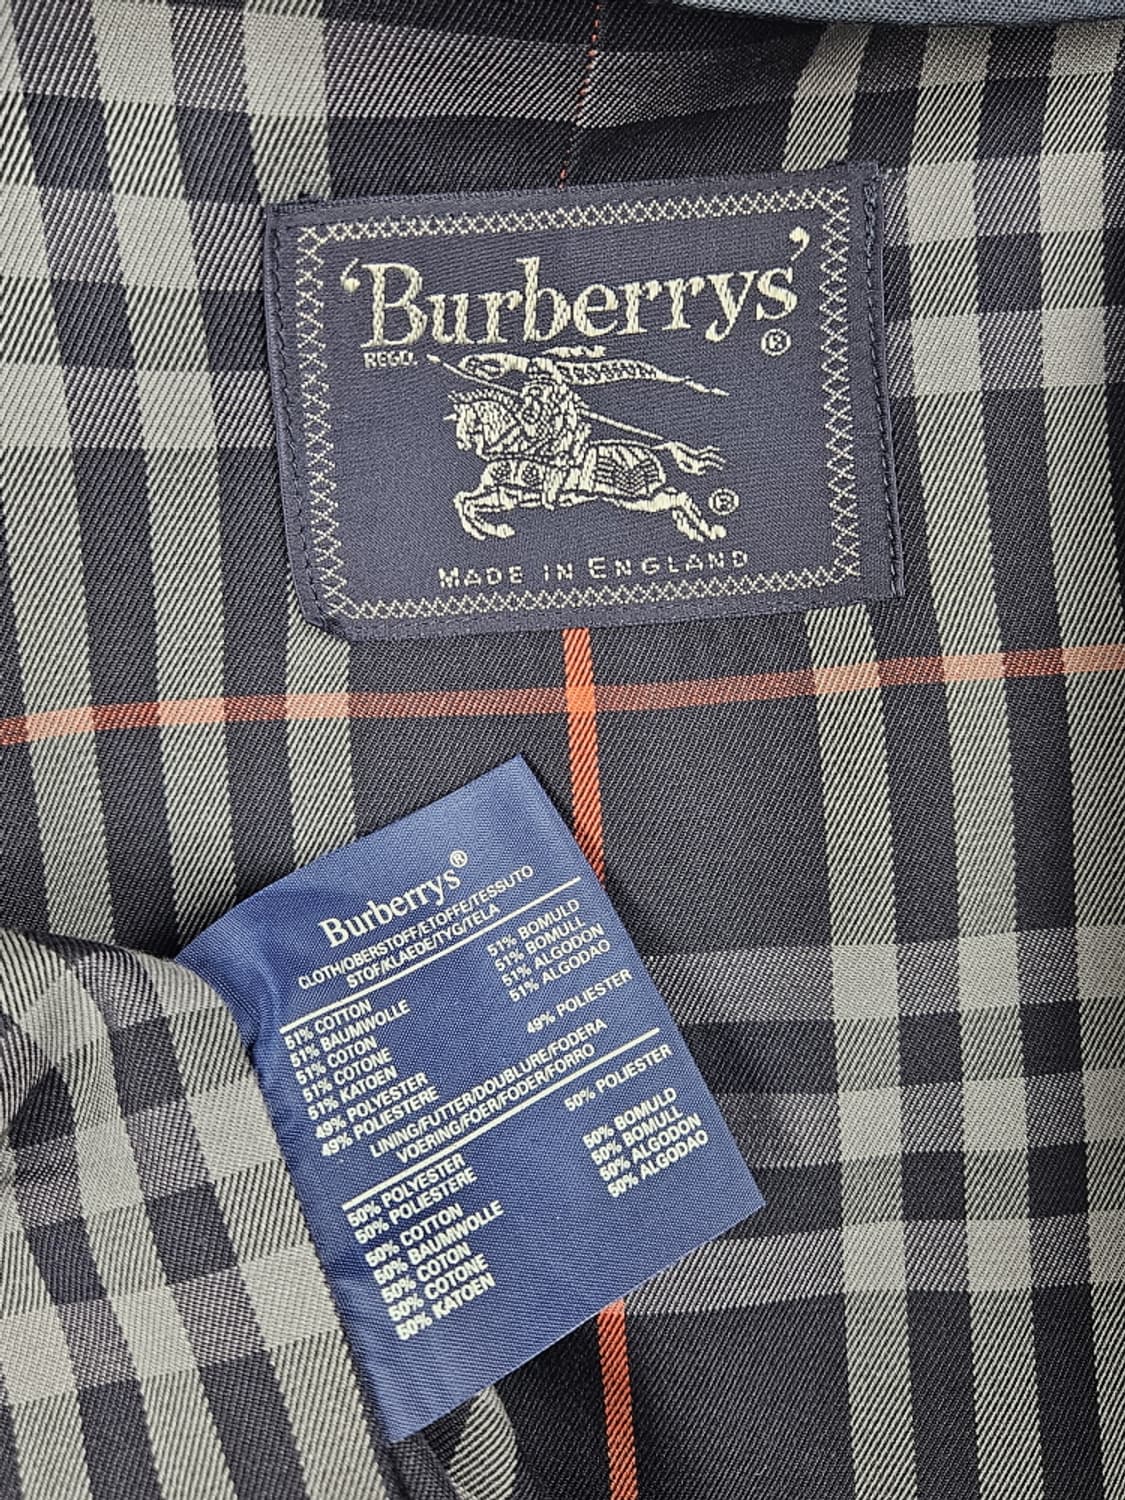 ‘Burberrys’
REGD. ®
®
MADE IN ENGLAND
Burberrys®
CLOTH/OBERSTOFF/ETOFFE/TESSUTO
STOF/KLAEDE/TYG/TELA
51% COTTON
51% BAUMWOLLE
51% COTON
51% COTONE
51% KATOEN
49% POLYESTER
49% POLIESTERE
51% BOMULD
51% BOMULL
51% ALGODON
51% ALGODAO
49% POLIESTER
LINING/FUTTER/DOUBLURE/FODERA
VOERING/FOER/FODER/FORRO
50% POLYESTER
50% POLIESTERE
50% COTTON
50% BAUMWOLLE
50% COTON
50% COTONE
50% KATOEN
50% POLIESTER
50% BOMULD
50% BOMULL
50% ALGODON
50% ALGODAO